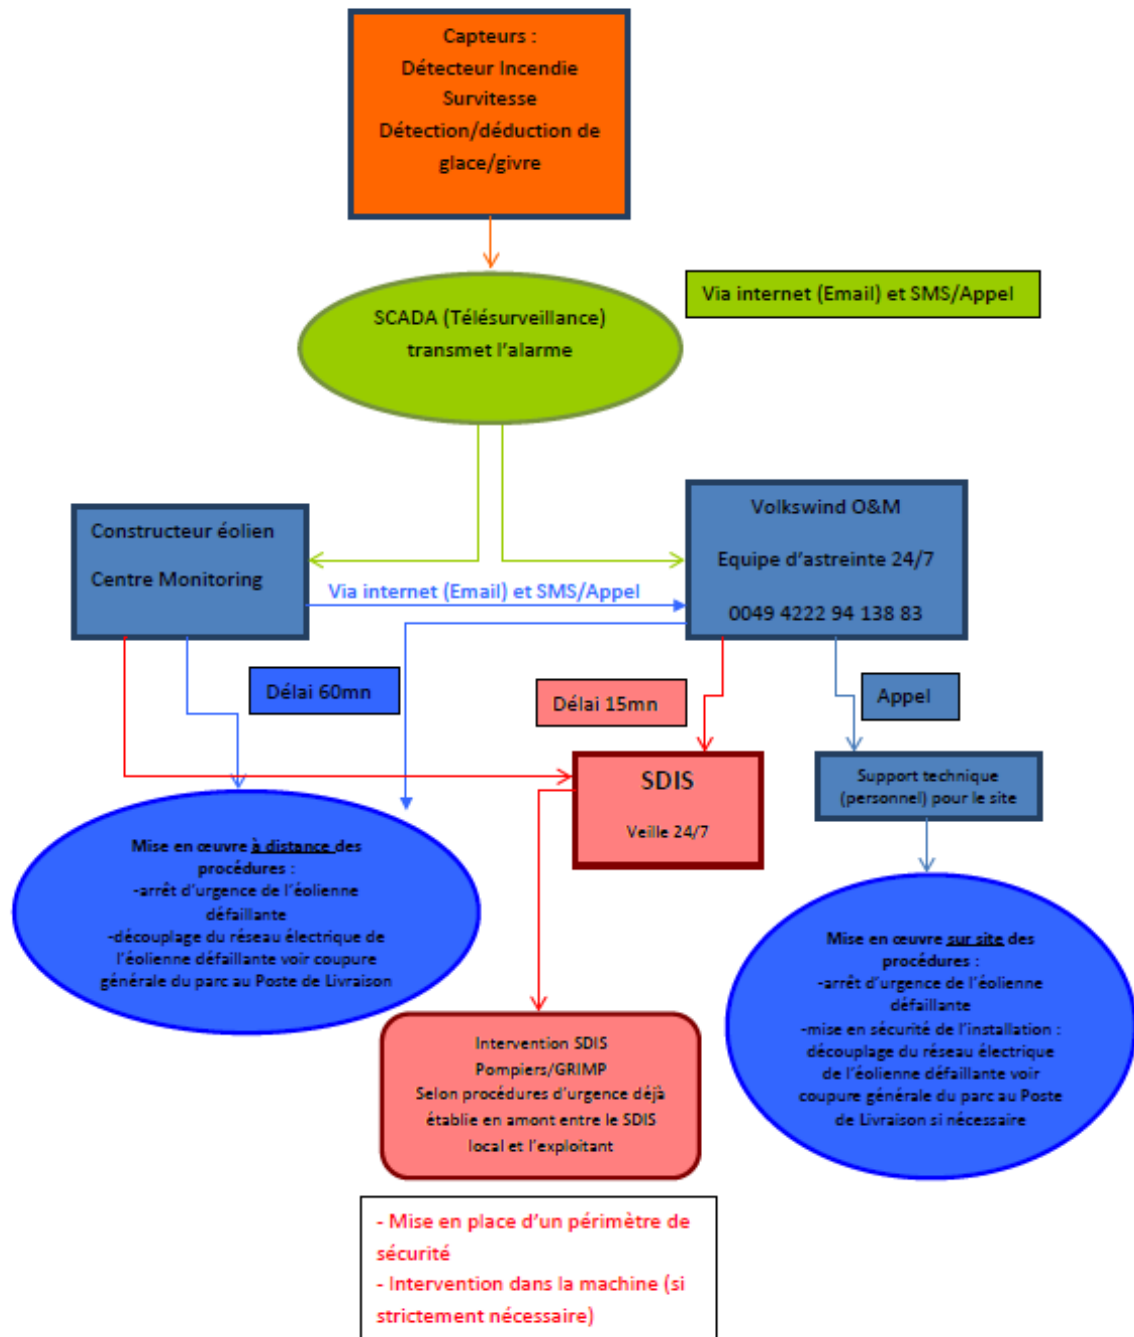 Capteurs :
Détecteur Incendie
Survitesse
Détection/déduction de
glace/givre
Via internet (Email) et SMS/Appel
SCADA (Télésurveillance)
transmet l'alarme
Constructeur éolien
Centre Monitoring
Volkswind O&M
Equipe d'astreinte 24/7
0049 4222 94 138 83
Via internet (Email) et SMS/Appel
Délai 60mn
Délai 15mn
Appel
SDIS
Veille 24/7
Support technique
(personnel) pour le site
Mise en œuvre à distance des
procédures :
-arrêt d'urgence de l'éolienne
défaillante
-découplage du réseau électrique de
l'éolienne défaillante voir coupure
générale du parc au Poste de Livraison
Mise en œuvre sur site des
procédures :
-arrêt d'urgence de l'éolienne
défaillante
-mise en sécurité de l'installation :
découplage du réseau électrique
de l'éolienne défaillante voir
coupure générale du parc au Poste
de Livraison si nécessaire
Intervention SDIS
Pompiers/GRIMP
Selon procédures d'urgence déjà
établie en amont entre le SDIS
local et l'exploitant
- Mise en place d'un périmètre de
sécurité
- Intervention dans la machine (si
strictement nécessaire)